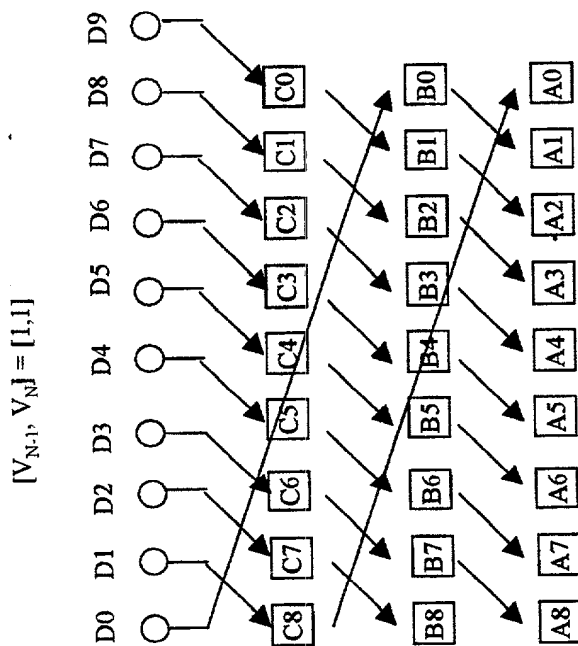 [V_N-1, V_N] = [1,1]
D0 D1 D2 D3 D4 D5 D6 D7 D8 D9
C8 C7 C6 C5 C4 C3 C2 C1 C0
B8 B7 B6 B5 B4 B3 B2 B1 B0
A8 A7 A6 A5 A4 A3 A2 A1 A0